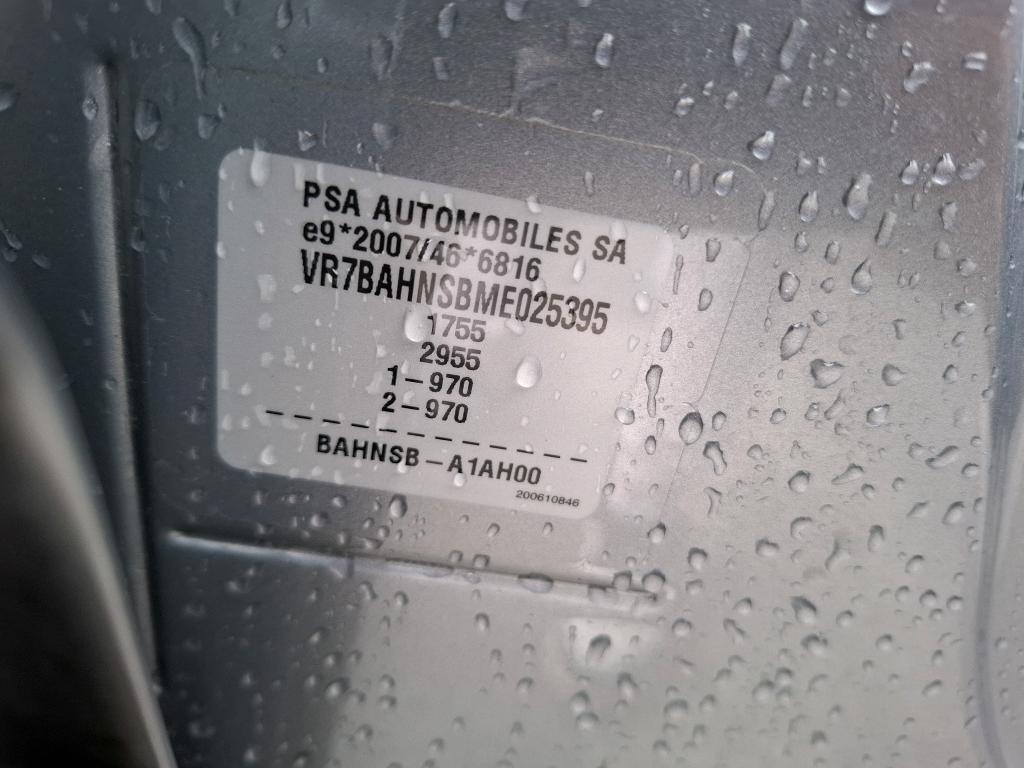 PSA AUTOMOBILES SA
e9*2007/46*6816
VR7BAHNSBME025395
1755
2955
1-970
2-970
BAHNSB-A1AH00
200610846